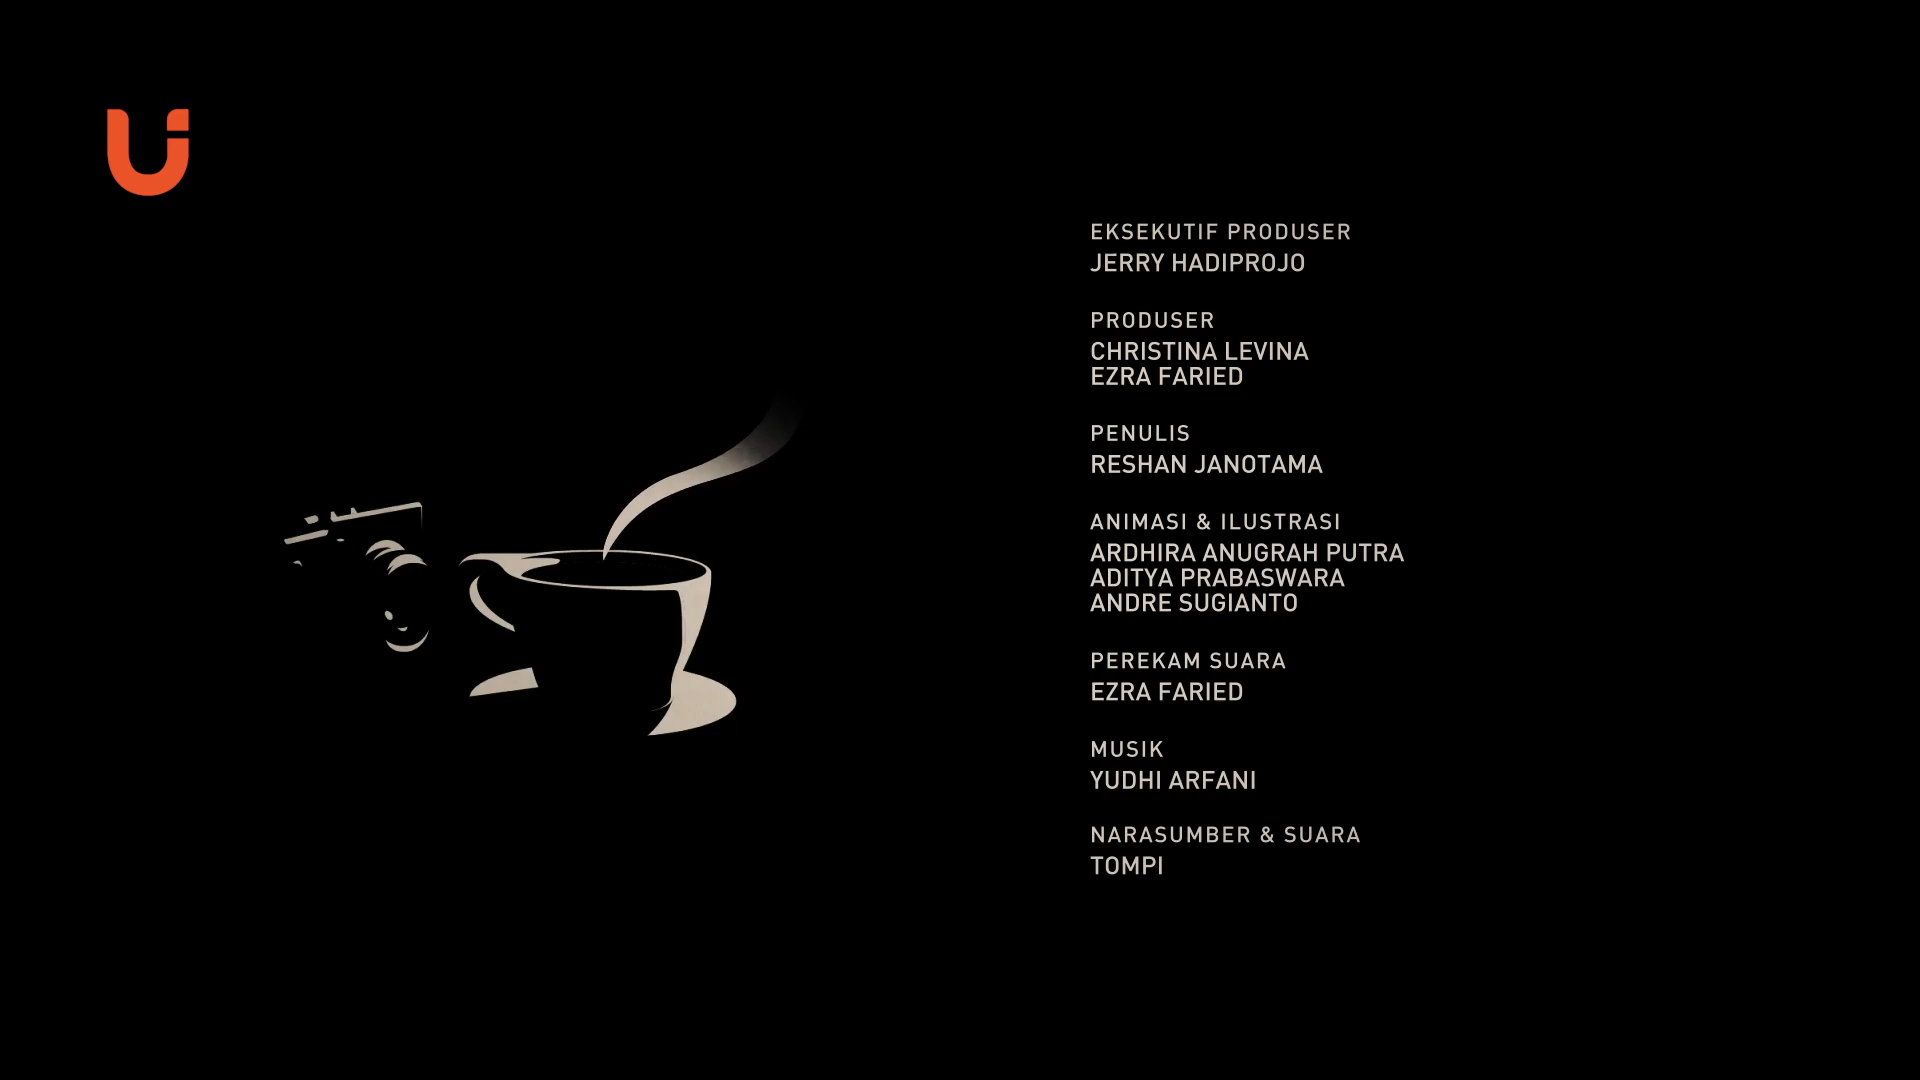 Ui
EKSEKUTIF PRODUSER
JERRY HADIPROJO
PRODUSER
CHRISTINA LEVINA
EZRA FARIED
PENULIS
RESHAN JANOTAMA
ANIMASI & ILUSTRASI
ARDHIRA ANUGRAH PUTRA
ADITYA PRABASWARA
ANDRE SUGIANTO
PEREKAM SUARA
EZRA FARIED
MUSIK
YUDHI ARFANI
NARASUMBER & SUARA
TOMPI